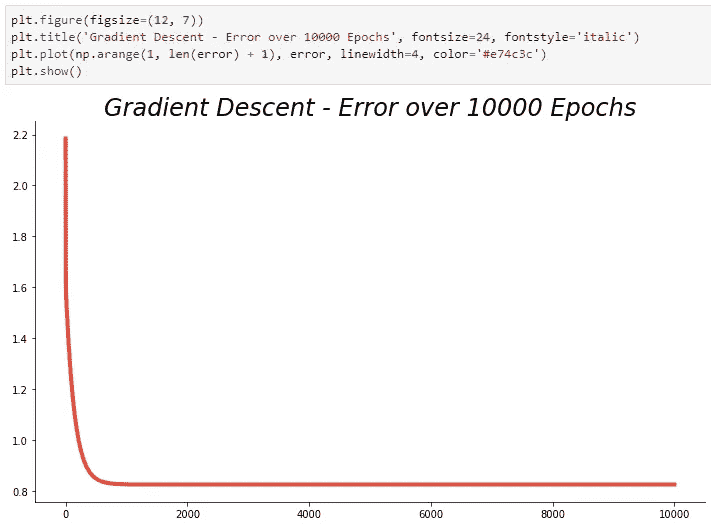 plt.figure(figsize=(12, 7))
plt.title('Gradient Descent - Error over 10000 Epochs', fontsize=24, fontstyle='italic')
plt.plot(np.arange(1, len(error) + 1), error, linewidth=4, color='#e74c3c')
plt.show()
Gradient Descent - Error over 10000 Epochs
2.2
2.0
1.8
1.6
1.4
1.2
1.0
0.8
0 2000 4000 6000 8000 10000